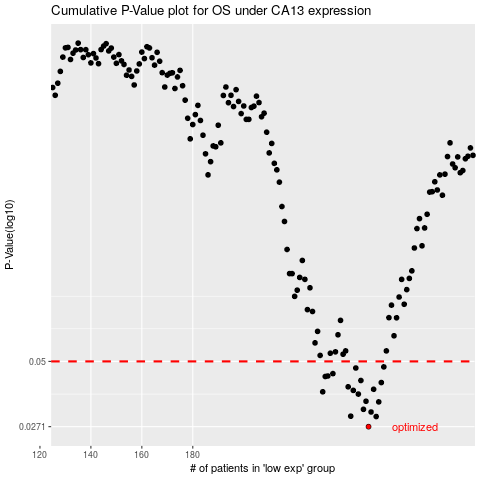 Cumulative P-Value plot for OS under CA13 expression
P-Value(log10)
0.05
0.0271
optimized
120 140 160 180
# of patients in 'low exp' group